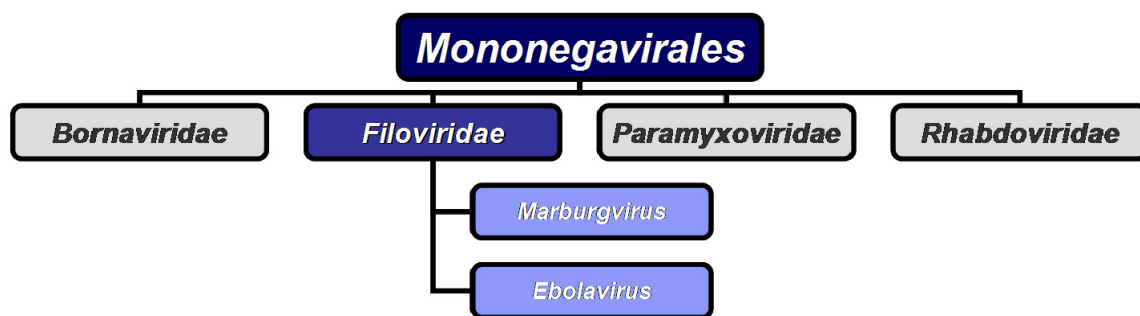 Mononegavirales
Bornaviridae
Filoviridae
Paramyxoviridae
Rhabdoviridae
Marburgvirus
Ebolavirus